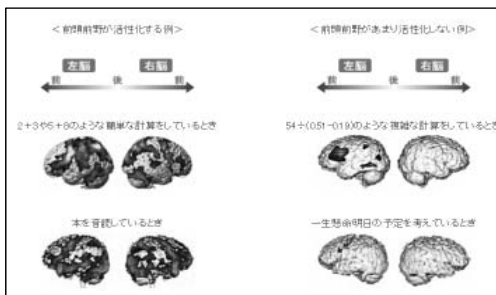 <前頭前野が活性化する例>
左脳 右脳
前 後 前
2+3や5+8のような簡単な計算をしているとき
本を音読しているとき
<前頭前野があまり活性化しない例>
左脳 右脳
前 後 前
54÷(0.51-0.19)のような複雑な計算をしているとき
一生懸命明日の予定を考えているとき